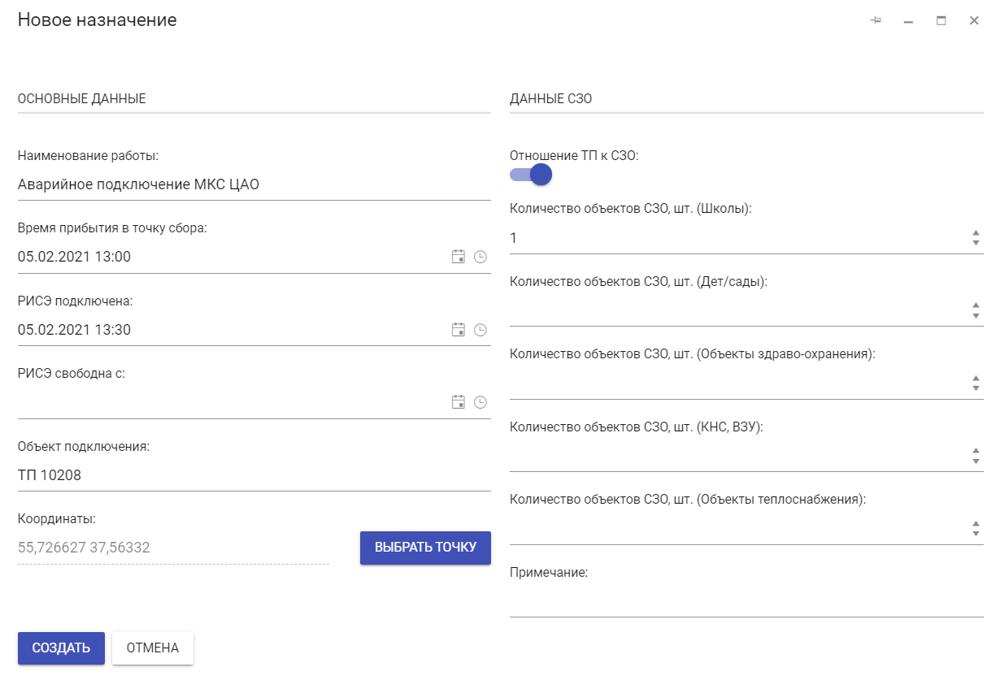 Новое назначение
ОСНОВНЫЕ ДАННЫЕ
Наименование работы:
Аварийное подключение МКС ЦАО
Время прибытия в точку сбора:
05.02.2021 13:00
РИСЭ подключена:
05.02.2021 13:30
РИСЭ свободна с:
Объект подключения:
ТП 10208
Координаты:
55,726627 37,56332
ВЫБРАТЬ ТОЧКУ
ДАННЫЕ СЗО
Отношение ТП к СЗО:
Количество объектов СЗО, шт. (Школы):
1
Количество объектов СЗО, шт. (Дет/сады):
Количество объектов СЗО, шт. (Объекты здраво-охранения):
Количество объектов СЗО, шт. (КНС, ВЗУ):
Количество объектов СЗО, шт. (Объекты теплоснабжения):
Примечание:
СОЗДАТЬ
ОТМЕНА